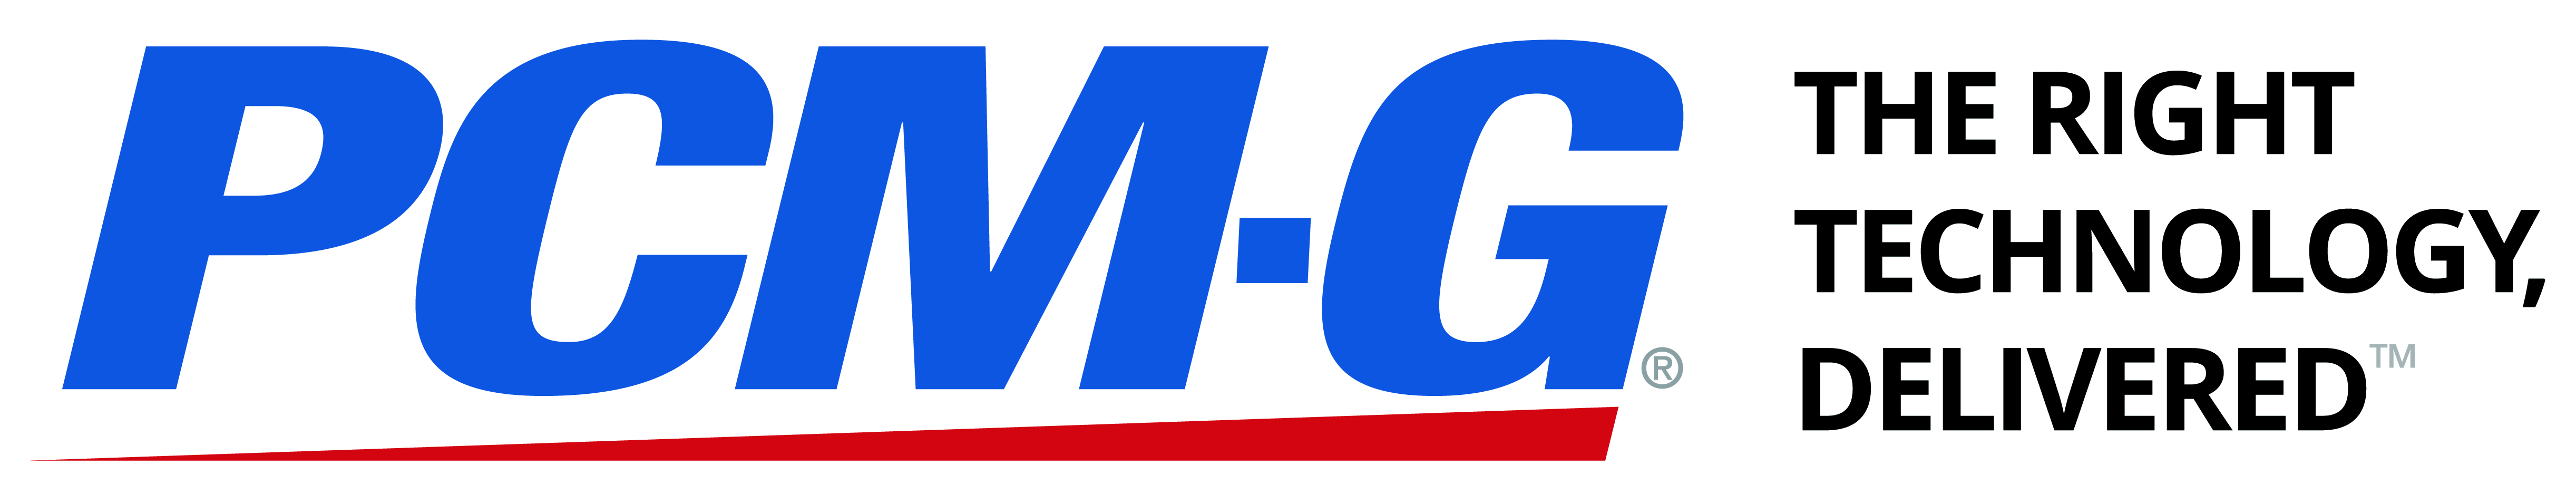 PCM-G®
THE RIGHT
TECHNOLOGY,
DELIVERED™